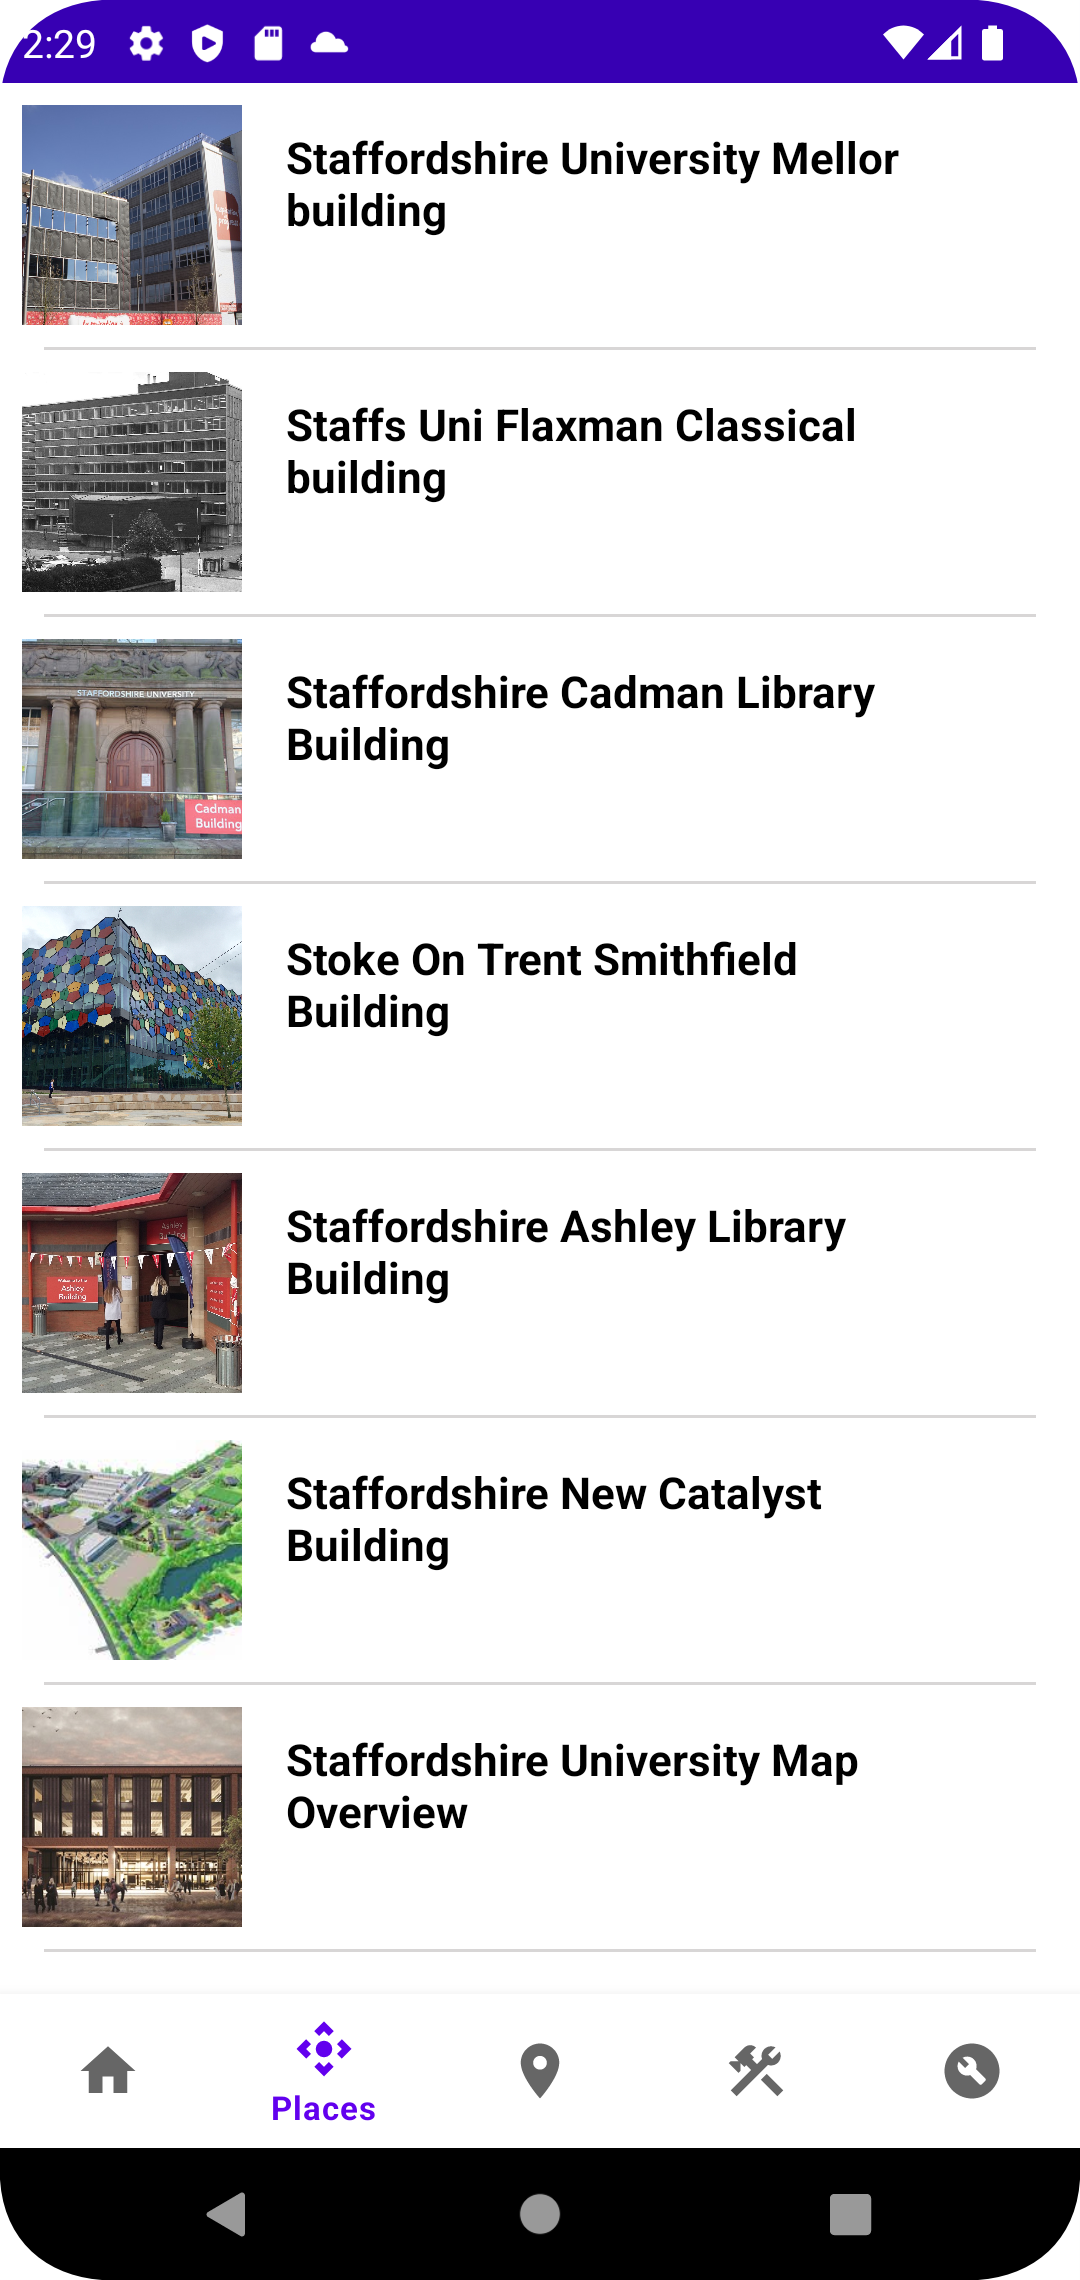 2:29
Staffordshire University Mellor
building
Staffs Uni Flaxman Classical
building
STAFFORDSHIRE UNIVERSITY
Cadman
Building
Staffordshire Cadman Library
Building
Stoke On Trent Smithfield
Building
Ashley
Building
Ashley
Building
Staffordshire Ashley Library
Building
Staffordshire New Catalyst
Building
Staffordshire University Map
Overview
Places